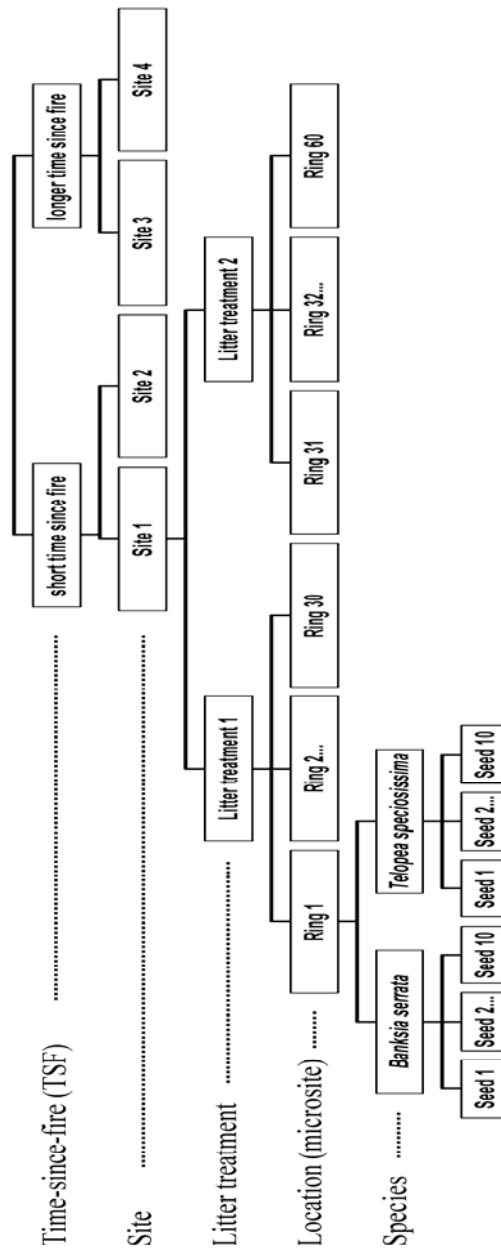 Time-since-fire (TSF)
short time since fire
longer time since fire
Site
Site 1
Site 2
Site 3
Site 4
Litter treatment
Litter treatment 1
Litter treatment 2
Location (microsite)
Ring 1
Ring 2...
Ring 30
Ring 31
Ring 32...
Ring 60
Species
Banksia serrata
Telopea speciosissima
Seed 1
Seed 2...
Seed 10
Seed 1
Seed 2...
Seed 10